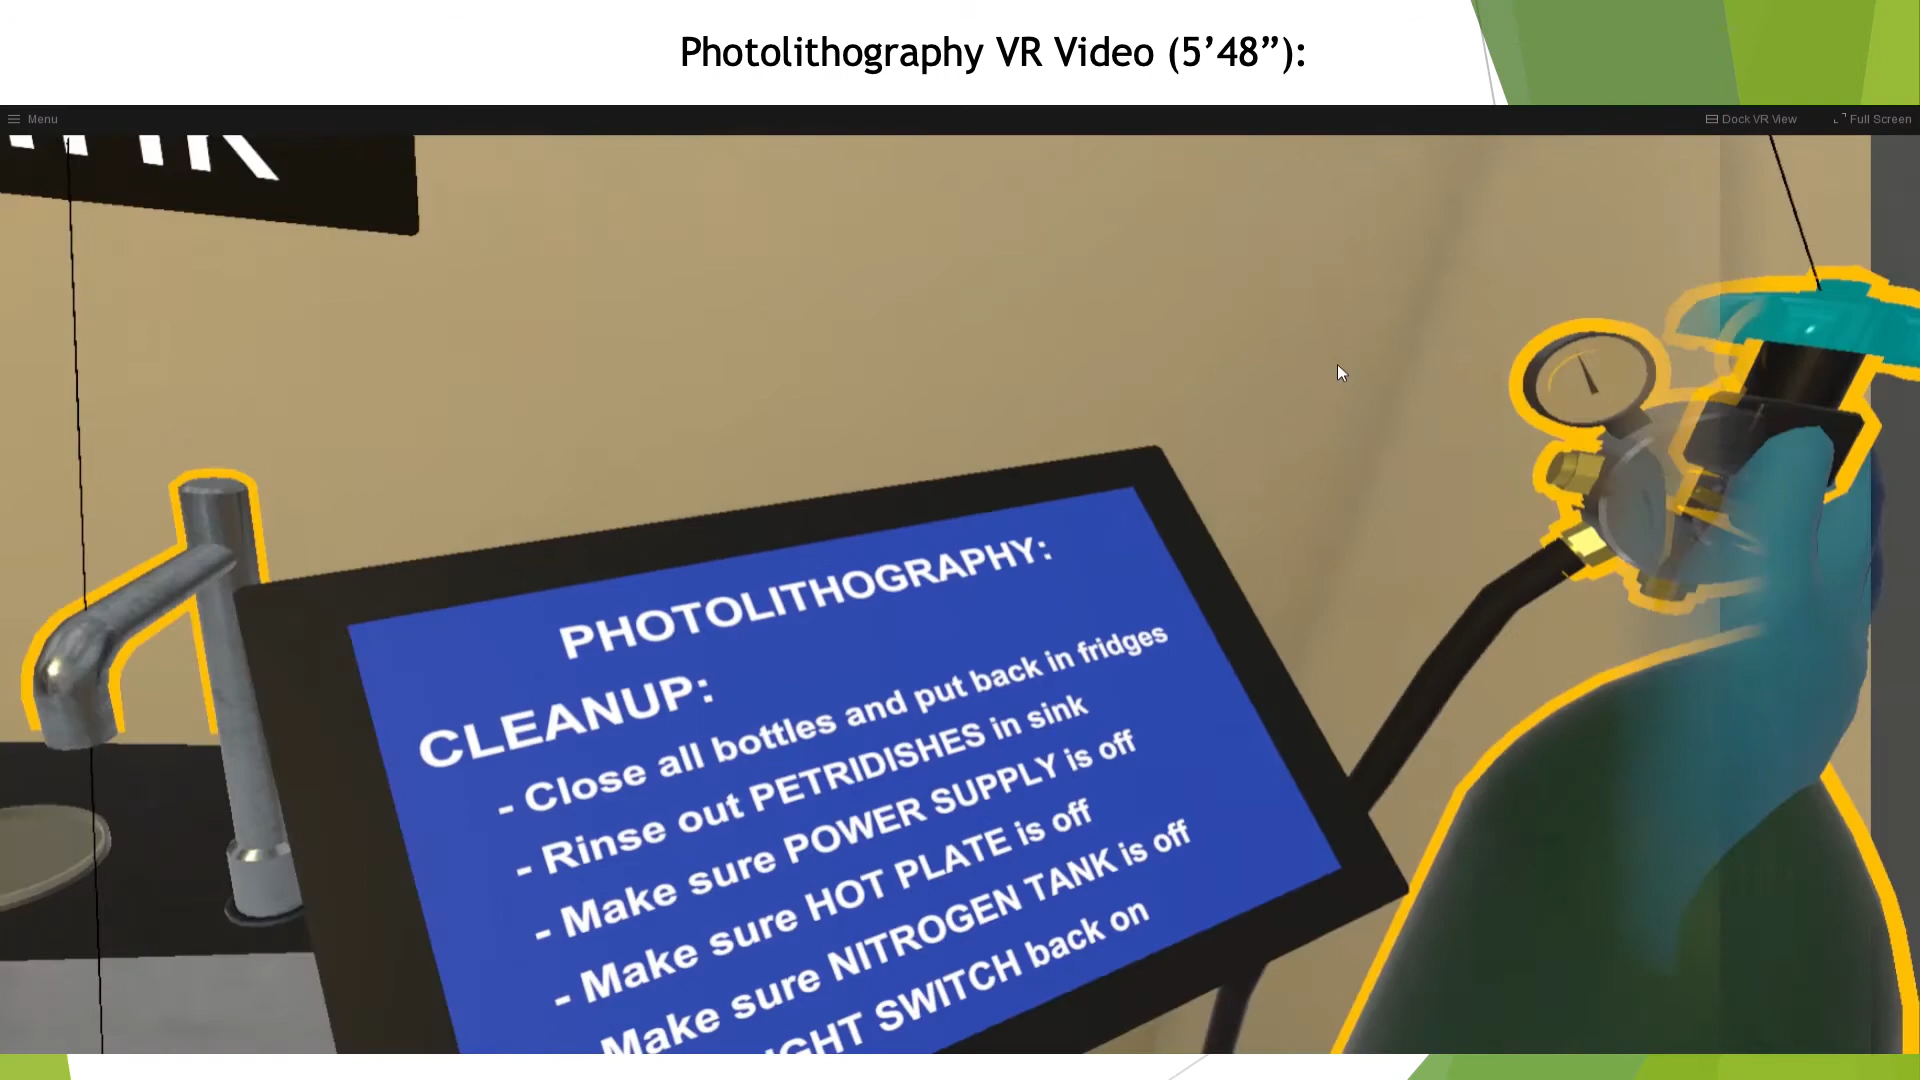 Photolithography VR Video (5’48”):
Menu
Dock VR View
Full Screen
PHOTOLITHOGRAPHY:
CLEANUP:
- Close all bottles and put back in fridges
- Rinse out PETRIDISHES in sink
- Make sure POWER SUPPLY is off
- Make sure HOT PLATE is off
Make sure NITROGEN TANK is off
SWITCH back on